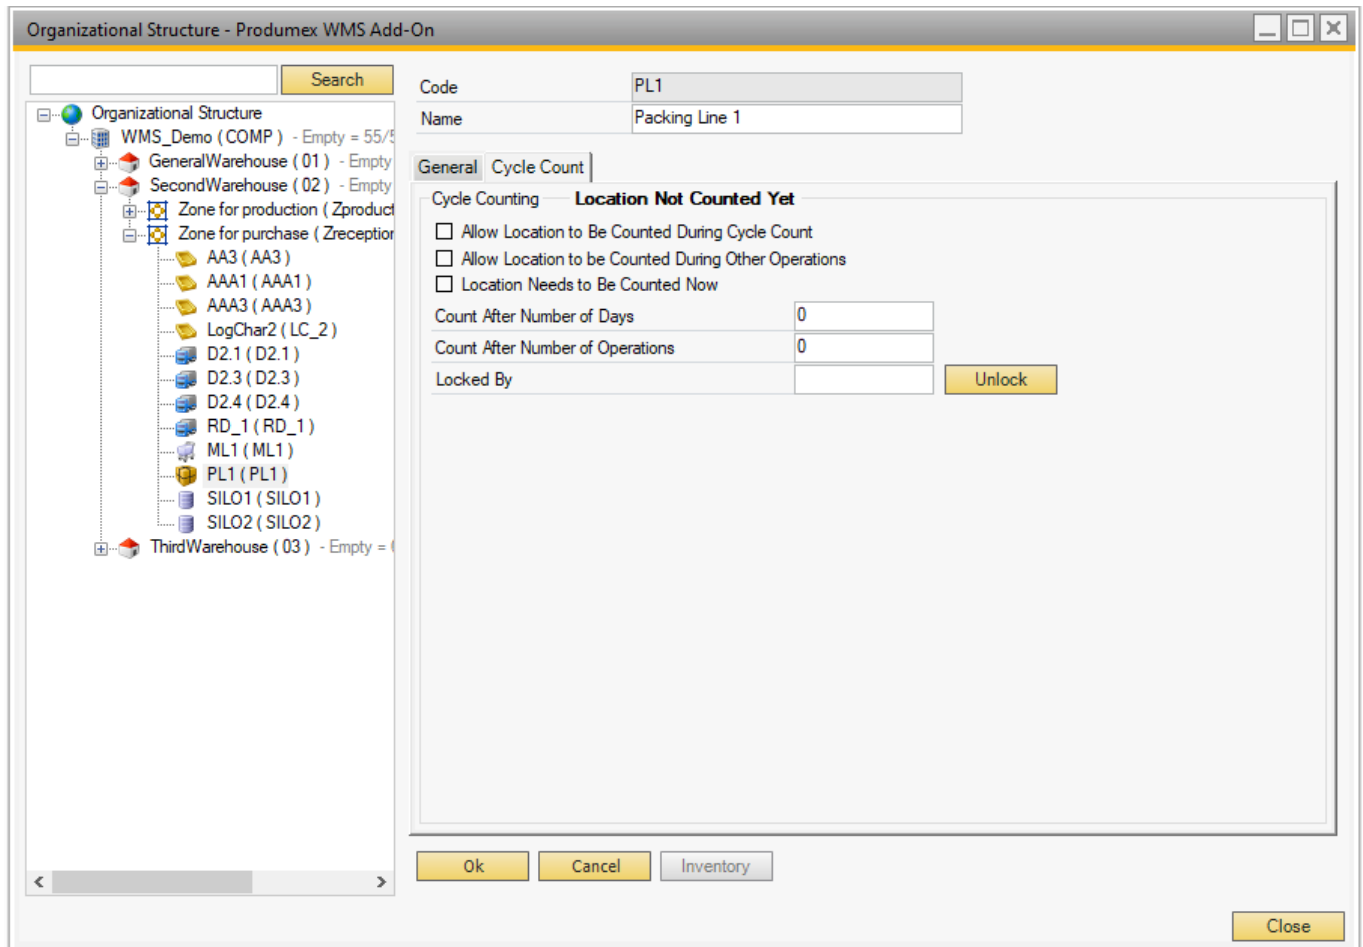 Organizational Structure - Produmex WMS Add-On
Search
Organizational Structure
WMS_Demo ( COMP ) - Empty = 55/5
GeneralWarehouse ( 01 ) - Empty
SecondWarehouse ( 02 ) - Empty
Zone for production ( Zproduct
Zone for purchase ( Zreception
AA3 ( AA3 )
AAA1 ( AAA1 )
AAA3 ( AAA3 )
LogChar2 ( LC_2 )
D2.1 ( D2.1 )
D2.3 ( D2.3 )
D2.4 ( D2.4 )
RD_1 ( RD_1 )
ML1 ( ML1 )
PL1 ( PL1 )
SILO1 ( SILO1 )
SILO2 ( SILO2 )
ThirdWarehouse ( 03 ) - Empty =
Code PL1
Name Packing Line 1
General Cycle Count
Cycle Counting Location Not Counted Yet
Allow Location to Be Counted During Cycle Count
Allow Location to be Counted During Other Operations
Location Needs to Be Counted Now
Count After Number of Days 0
Count After Number of Operations 0
Locked By Unlock
Ok Cancel Inventory
Close